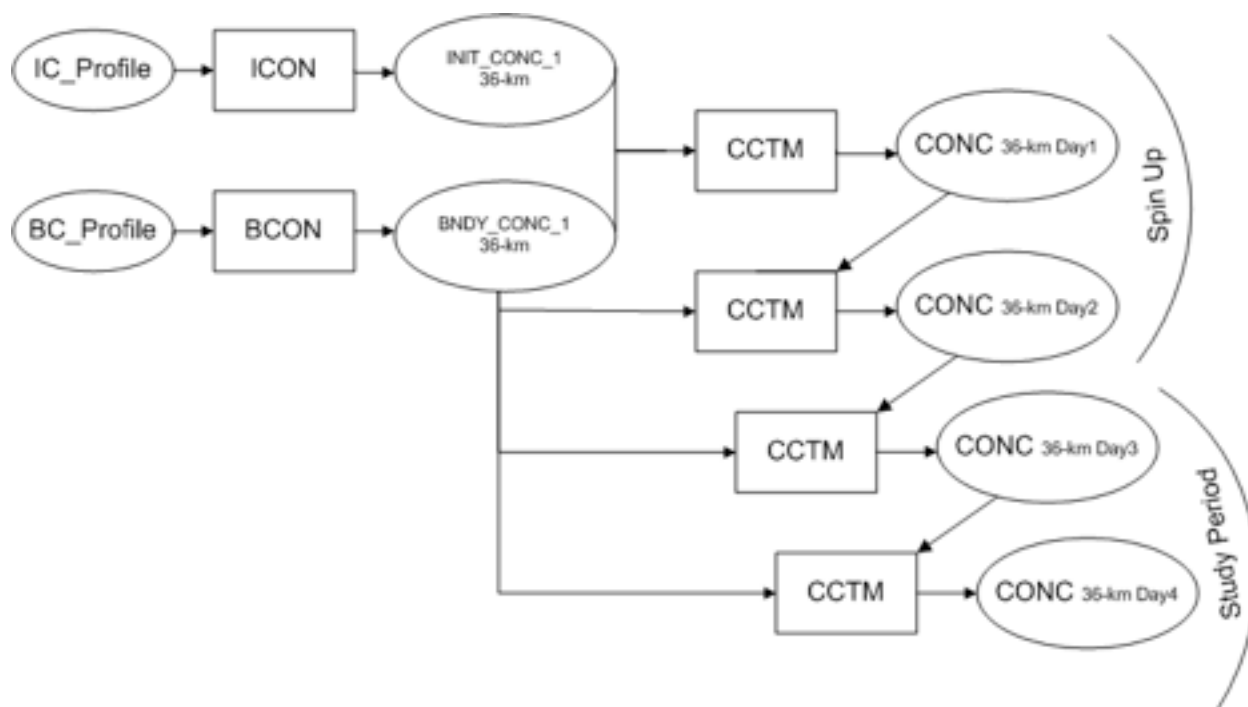 IC_Profile
ICON
INIT_CONC_1
36-km
CCTM
CONC 36-km Day1
BC_Profile
BCON
BNDY_CONC_1
36-km
CCTM
CONC 36-km Day2
Spin Up
CCTM
CONC 36-km Day3
CCTM
CONC 36-km Day4
Study Period